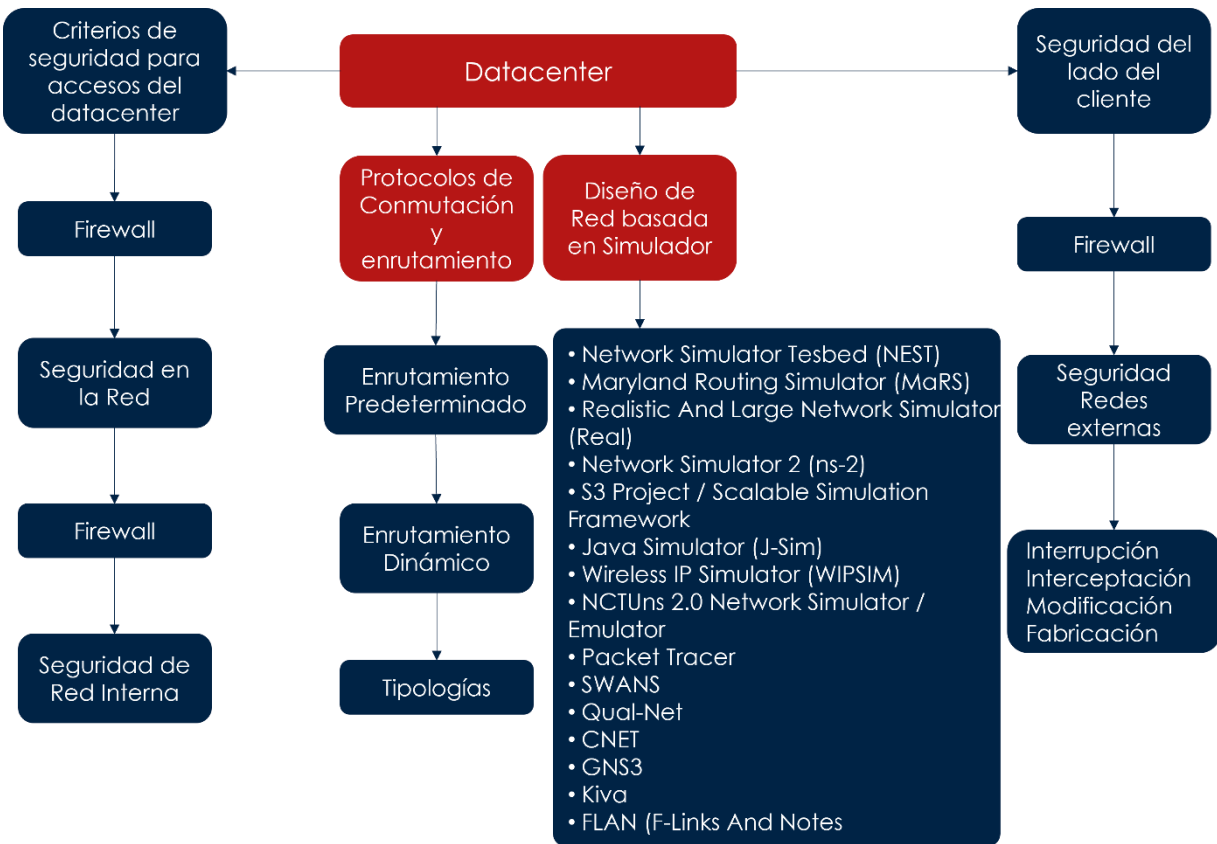 Criterios de
seguridad para
accesos del
datacenter
Datacenter
Seguridad del
lado del
cliente
Firewall
Seguridad en
la Red
Firewall
Seguridad de
Red Interna
Protocolos de
Conmutación
y
enrutamiento
Enrutamiento
Predeterminado
Enrutamiento
Dinámico
Tipologías
Diseño de
Red basada
en Simulador
• Network Simulator Tesbed (NEST)
• Maryland Routing Simulator (MaRS)
• Realistic And Large Network Simulator
(Real)
• Network Simulator 2 (ns-2)
• S3 Project / Scalable Simulation
Framework
• Java Simulator (J-Sim)
• Wireless IP Simulator (WIPSIM)
• NCTUns 2.0 Network Simulator /
Emulator
• Packet Tracer
• SWANS
• Qual-Net
• CNET
• GNS3
• Kiva
• FLAN (F-Links And Notes
Firewall
Seguridad
Redes
externas
Interrupción
Interceptación
Modificación
Fabricación